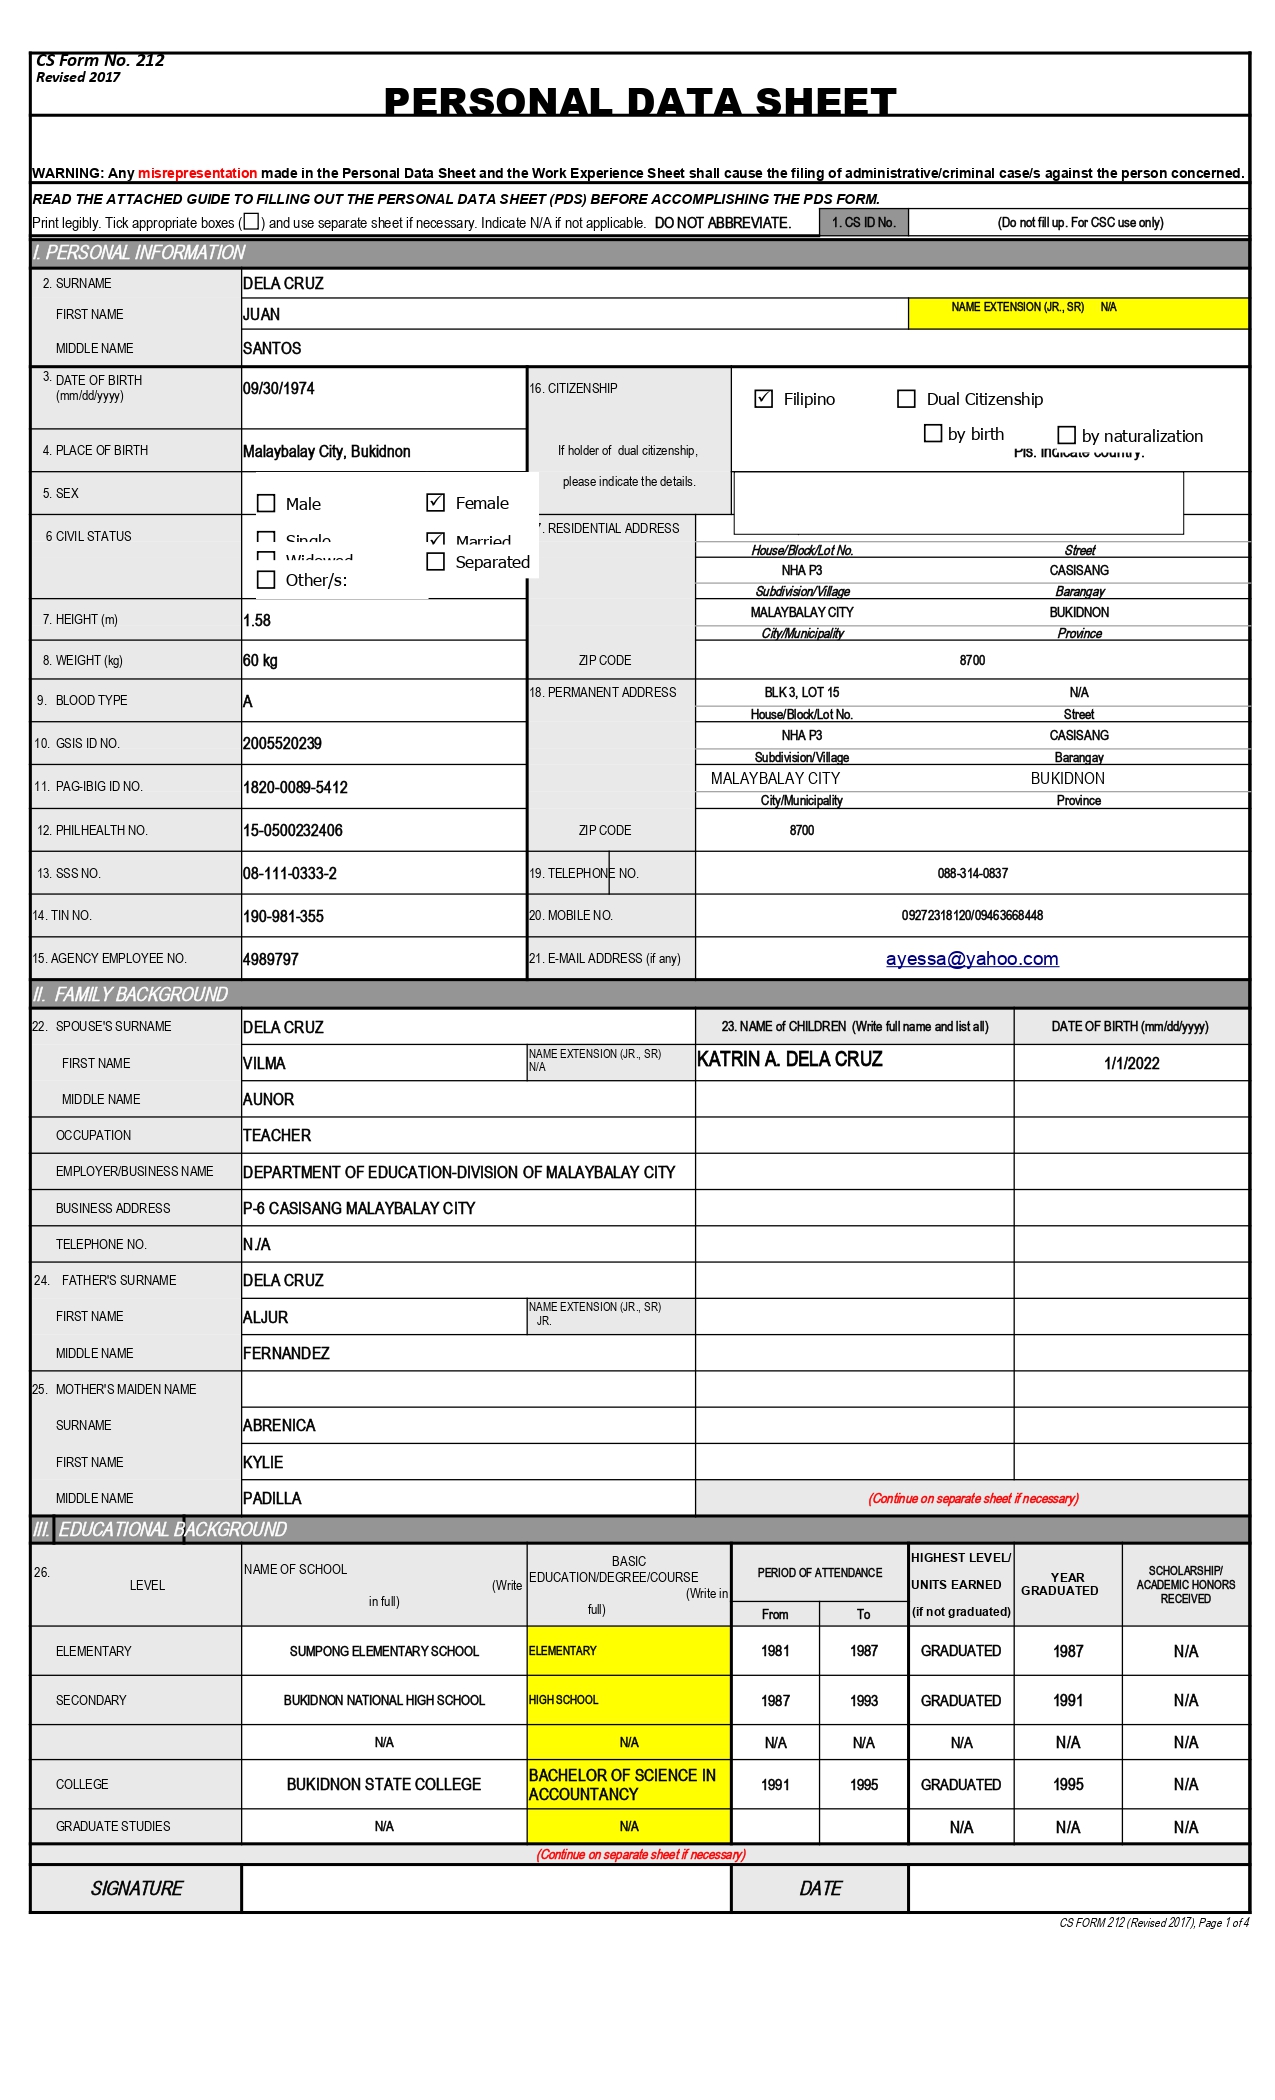 CS Form No. 212
Revised 2017
PERSONAL DATA SHEET
WARNING: Any misrepresentation made in the Personal Data Sheet and the Work Experience Sheet shall cause the filing of administrative/criminal case/s against the person concerned.
READ THE ATTACHED GUIDE TO FILLING OUT THE PERSONAL DATA SHEET (PDS) BEFORE ACCOMPLISHING THE PDS FORM.
Print legibly. Tick appropriate boxes (☐) and use separate sheet if necessary. Indicate N/A if not applicable. DO NOT ABBREVIATE. 1. CS ID No. (Do not fill up. For CSC use only)
I. PERSONAL INFORMATION
2. SURNAME DELA CRUZ
FIRST NAME JUAN NAME EXTENSION (JR., SR) N/A
MIDDLE NAME SANTOS
3. DATE OF BIRTH
(mm/dd/yyyy) 09/30/1974 16. CITIZENSHIP ☑ Filipino ☐ Dual Citizenship
☐ by birth ☐ by naturalization
4. PLACE OF BIRTH Malaybalay City, Bukidnon If holder of dual citizenship, Pls. indicate country:
5. SEX ☐ Male ☑ Female please indicate the details.
6 CIVIL STATUS ☐ Single ☑ Married 7. RESIDENTIAL ADDRESS
☐ Widowed ☐ Separated House/Block/Lot No. Street
☐ Other/s: NHA P3 CASISANG
Subdivision/Village Barangay
7. HEIGHT (m) 1.58 MALAYBALAY CITY BUKIDNON
City/Municipality Province
8. WEIGHT (kg) 60 kg ZIP CODE 8700
9. BLOOD TYPE A 18. PERMANENT ADDRESS BLK 3, LOT 15 N/A
House/Block/Lot No. Street
10. GSIS ID NO. 2005520239 NHA P3 CASISANG
Subdivision/Village Barangay
11. PAG-IBIG ID NO. 1820-0089-5412 MALAYBALAY CITY BUKIDNON
City/Municipality Province
12. PHILHEALTH NO. 15-0500232406 ZIP CODE 8700
13. SSS NO. 08-111-0333-2 19. TELEPHONE NO. 088-314-0837
14. TIN NO. 190-981-355 20. MOBILE NO. 09272318120/09463668448
15. AGENCY EMPLOYEE NO. 4989797 21. E-MAIL ADDRESS (if any) ayessa@yahoo.com
II. FAMILY BACKGROUND
22. SPOUSE'S SURNAME DELA CRUZ 23. NAME of CHILDREN (Write full name and list all) DATE OF BIRTH (mm/dd/yyyy)
FIRST NAME VILMA NAME EXTENSION (JR., SR) N/A KATRIN A. DELA CRUZ 1/1/2022
MIDDLE NAME AUNOR
OCCUPATION TEACHER
EMPLOYER/BUSINESS NAME DEPARTMENT OF EDUCATION-DIVISION OF MALAYBALAY CITY
BUSINESS ADDRESS P-6 CASISANG MALAYBALAY CITY
TELEPHONE NO. N./A
24. FATHER'S SURNAME DELA CRUZ
FIRST NAME ALJUR NAME EXTENSION (JR., SR) JR.
MIDDLE NAME FERNANDEZ
25. MOTHER'S MAIDEN NAME
SURNAME ABRENICA
FIRST NAME KYLIE
MIDDLE NAME PADILLA (Continue on separate sheet if necessary)
III. EDUCATIONAL BACKGROUND
26. LEVEL NAME OF SCHOOL (Write in full) BASIC EDUCATION/DEGREE/COURSE (Write in full) PERIOD OF ATTENDANCE From To HIGHEST LEVEL/ UNITS EARNED (if not graduated) YEAR GRADUATED SCHOLARSHIP/ ACADEMIC HONORS RECEIVED
ELEMENTARY SUMPONG ELEMENTARY SCHOOL ELEMENTARY 1981 1987 GRADUATED 1987 N/A
SECONDARY BUKIDNON NATIONAL HIGH SCHOOL HIGH SCHOOL 1987 1993 GRADUATED 1991 N/A
N/A N/A N/A N/A N/A N/A N/A
COLLEGE BUKIDNON STATE COLLEGE BACHELOR OF SCIENCE IN ACCOUNTANCY 1991 1995 GRADUATED 1995 N/A
GRADUATE STUDIES N/A N/A N/A N/A N/A
(Continue on separate sheet if necessary)
SIGNATURE DATE
CS FORM 212 (Revised 2017), Page 1 of 4